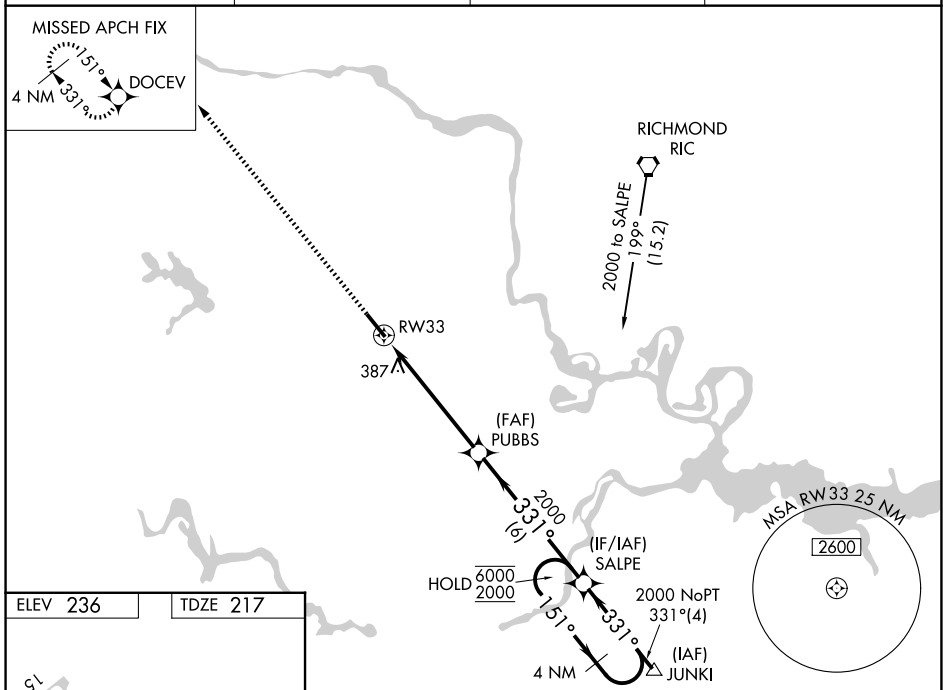 MISSED APCH FIX
151°
DOCEV
4 NM
331°
RICHMOND
RIC
2000 to SALPE
199°
(15.2)
RW33
387
(FAF)
PUBBS
2000
331°
(6)
(IF/IAF)
SALPE
HOLD 6000
2000
151°
331°
2000 NoPT
331°(4)
4 NM
(IAF)
JUNKI
MSA RW33 25 NM
2600
ELEV 236
TDZE 217
15